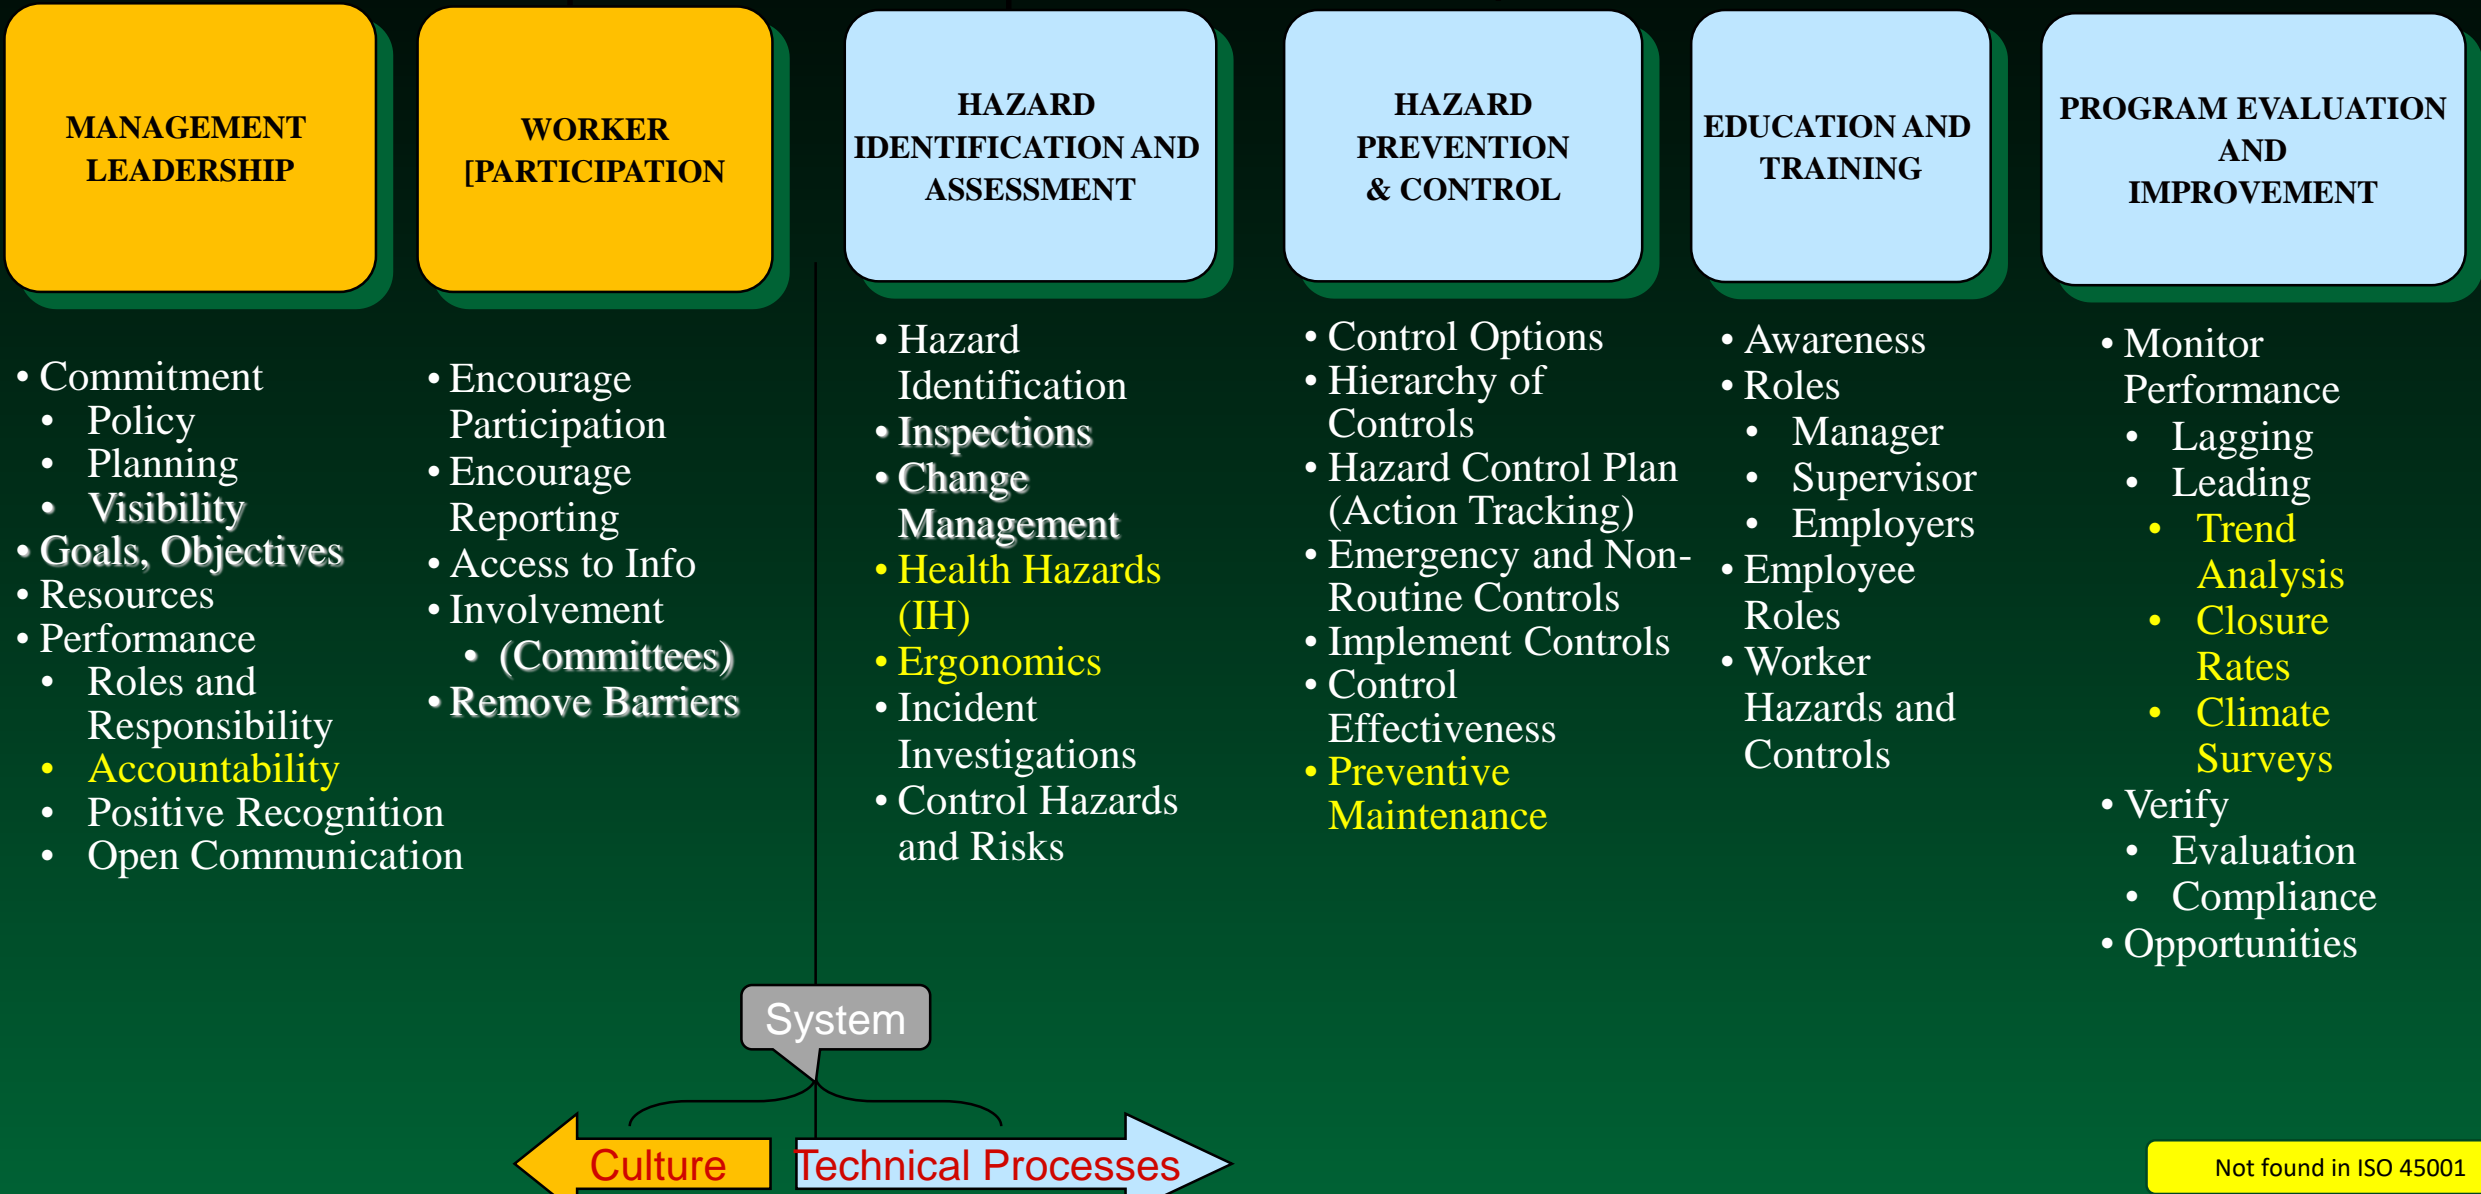 MANAGEMENT
LEADERSHIP
WORKER
[PARTICIPATION
HAZARD
IDENTIFICATION AND
ASSESSMENT
HAZARD
PREVENTION
& CONTROL
EDUCATION AND
TRAINING
PROGRAM EVALUATION
AND
IMPROVEMENT
• Commitment
• Policy
• Planning
• Visibility
• Goals, Objectives
• Resources
• Performance
• Roles and
Responsibility
• Accountability
• Positive Recognition
• Open Communication
• Encourage
Participation
• Encourage
Reporting
• Access to Info
• Involvement
• (Committees)
• Remove Barriers
• Hazard
Identification
• Inspections
• Change
Management
• Health Hazards
(IH)
• Ergonomics
• Incident
Investigations
• Control Hazards
and Risks
• Control Options
• Hierarchy of
Controls
• Hazard Control Plan
(Action Tracking)
• Emergency and Non-
Routine Controls
• Implement Controls
• Control
Effectiveness
• Preventive
Maintenance
• Awareness
• Roles
• Manager
• Supervisor
• Employers
• Employee
Roles
• Worker
Hazards and
Controls
• Monitor
Performance
• Lagging
• Leading
• Trend
Analysis
• Closure
Rates
• Climate
Surveys
• Verify
• Evaluation
• Compliance
• Opportunities
System
Culture
Technical Processes
Not found in ISO 45001